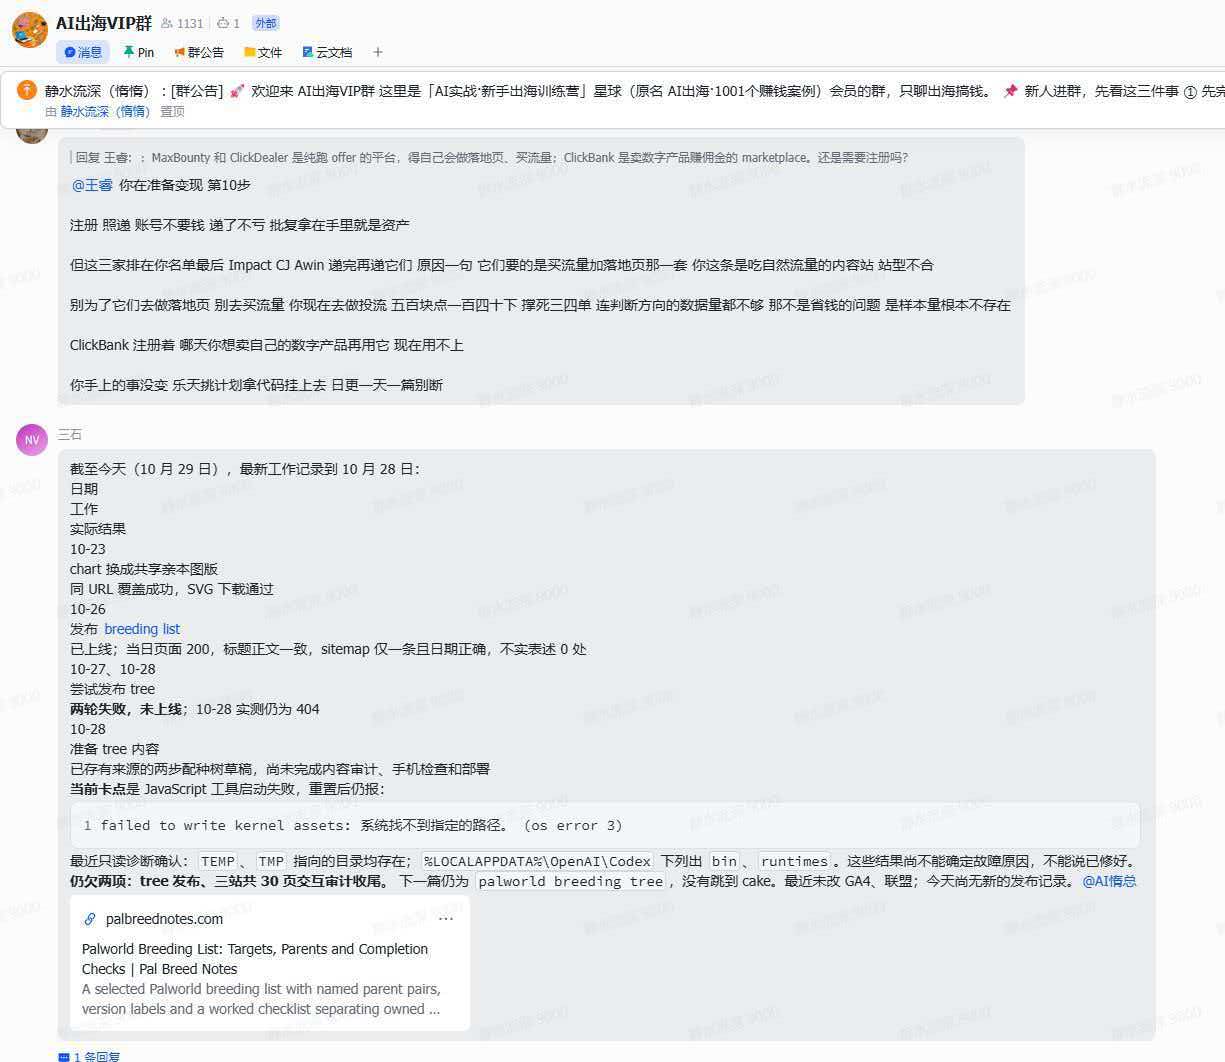 AI出海VIP群 1131 1 外部
消息 Pin 群公告 文件 云文档
静水流深（惰惰）：[群公告] 🚀 欢迎来 AI出海VIP群 这里是「AI实战·新手出海训练营」星球（原名 AI出海·1001个赚钱案例）会员的群，只聊出海搞钱。 📌 新人进群，先看这三件事 ① 先完
由 静水流深（惰惰） 置顶
回复 王睿：：MaxBounty 和 ClickDealer 是纯跑 offer 的平台，得自己会做落地页、买流量；ClickBank 是卖数字产品赚佣金的 marketplace。还是需要注册吗?
@王睿 你在准备变现 第10步
注册 照递 账号不要钱 递了不亏 批复拿在手里就是资产
但这三家排在你名单最后 Impact CJ Awin 递完再递它们 原因一句 它们要的是买流量加落地页那一套 你这条是吃自然流量的内容站 站型不合
别为了它们去做落地页 别去买流量 你现在去做投流 五百块点一百四十下 撑死三四单 连判断方向的数据量都不够 那不是省钱的问题 是样本量根本不存在
ClickBank 注册着 哪天你想卖自己的数字产品再用它 现在用不上
你手上的事没变 乐天挑计划拿代码挂上去 日更一天一篇别断
NV 三石
截至今天（10 月 29 日），最新工作记录到 10 月 28 日：
日期
工作
实际结果
10-23
chart 换成共享亲本图版
同 URL 覆盖成功，SVG 下载通过
10-26
发布 breeding list
已上线；当日页面 200，标题正文一致，sitemap 仅一条且日期正确，不实表述 0 处
10-27、10-28
尝试发布 tree
两轮失败，未上线；10-28 实测仍为 404
10-28
准备 tree 内容
已存有来源的两步配种树草稿，尚未完成内容审计、手机检查和部署
当前卡点是 JavaScript 工具启动失败，重置后仍报：
1 failed to write kernel assets: 系统找不到指定的路径。 (os error 3)
最近只读诊断确认： TEMP 、 TMP 指向的目录均存在； %LOCALAPPDATA%\OpenAI\Codex 下列出 bin 、 runtimes 。这些结果尚不能确定故障原因，不能说已修好。
仍欠两项：tree 发布、三站共 30 页交互审计收尾。 下一篇仍为 palworld breeding tree ，没有跳到 cake。最近未改 GA4、联盟；今天尚无新的发布记录。 @AI惰总
palbreednotes.com ···
Palworld Breeding List: Targets, Parents and Completion
Checks | Pal Breed Notes
A selected Palworld breeding list with named parent pairs,
version labels and a worked checklist separating owned ...
1 条回复